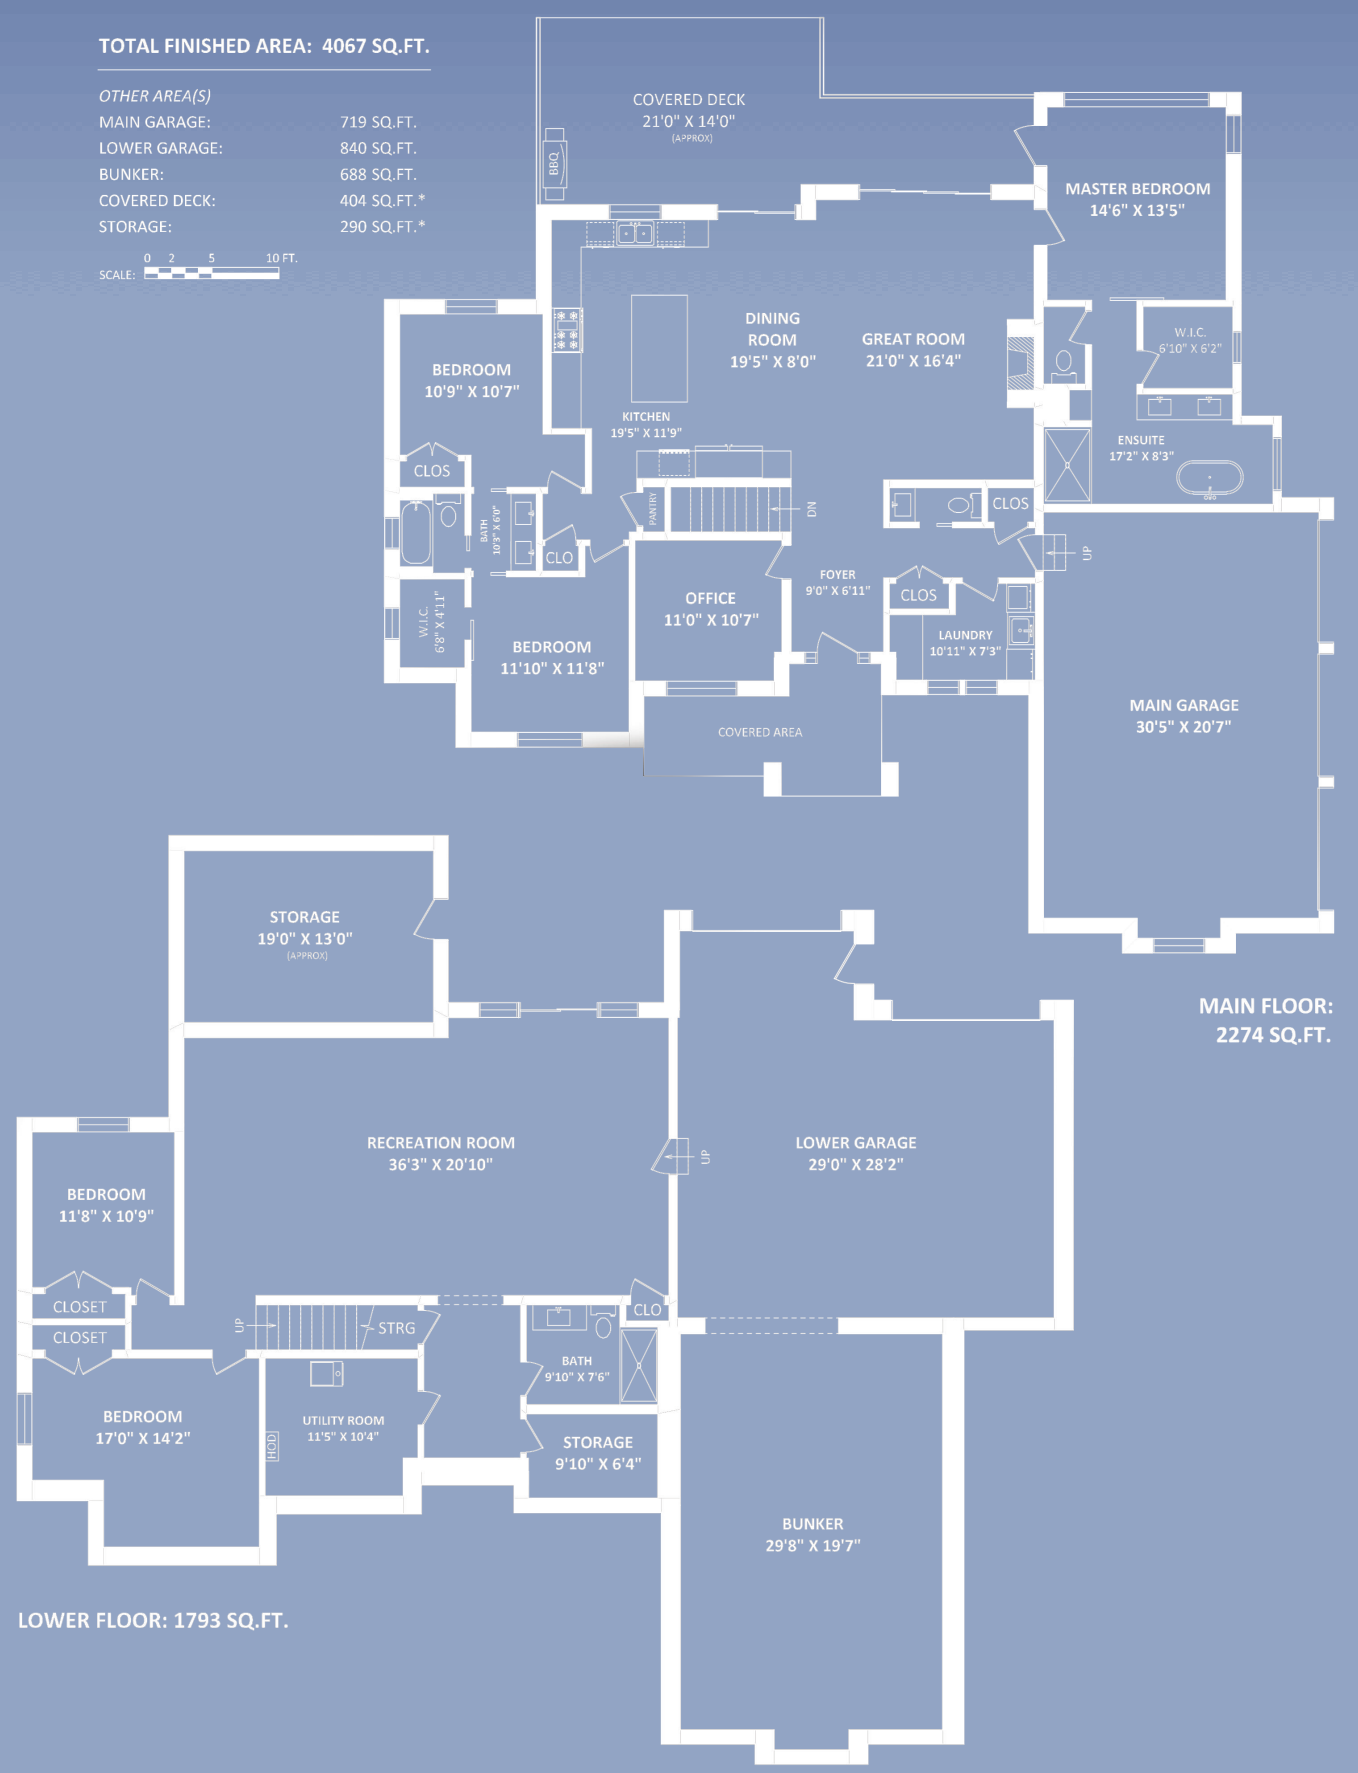 TOTAL FINISHED AREA: 4067 SQ.FT.
OTHER AREA(S)
MAIN GARAGE: 719 SQ.FT.
LOWER GARAGE: 840 SQ.FT.
BUNKER: 688 SQ.FT.
COVERED DECK: 404 SQ.FT.*
STORAGE: 290 SQ.FT.*
0 2 5 10 FT.
SCALE:
COVERED DECK
21'0" X 14'0"
(APPROX)
BBQ
MASTER BEDROOM
14'6" X 13'5"
DINING
ROOM
19'5" X 8'0"
GREAT ROOM
21'0" X 16'4"
W.I.C.
6'10" X 6'2"
BEDROOM
10'9" X 10'7"
KITCHEN
19'5" X 11'9"
ENSUITE
17'2" X 8'3"
CLOS
PANTRY
DN
CLOS
BATH
10'3" X 6'0"
CLO
UP
FOYER
9'0" X 6'11"
CLOS
OFFICE
11'0" X 10'7"
W.I.C.
6'8" X 4'11"
LAUNDRY
10'11" X 7'3"
BEDROOM
11'10" X 11'8"
COVERED AREA
MAIN GARAGE
30'5" X 20'7"
MAIN FLOOR:
2274 SQ.FT.
STORAGE
19'0" X 13'0"
(APPROX)
RECREATION ROOM
36'3" X 20'10"
UP
LOWER GARAGE
29'0" X 28'2"
BEDROOM
11'8" X 10'9"
CLOSET
CLOSET
UP
STRG
CLO
BATH
9'10" X 7'6"
BEDROOM
17'0" X 14'2"
UTILITY ROOM
11'5" X 10'4"
HOD
STORAGE
9'10" X 6'4"
BUNKER
29'8" X 19'7"
LOWER FLOOR: 1793 SQ.FT.